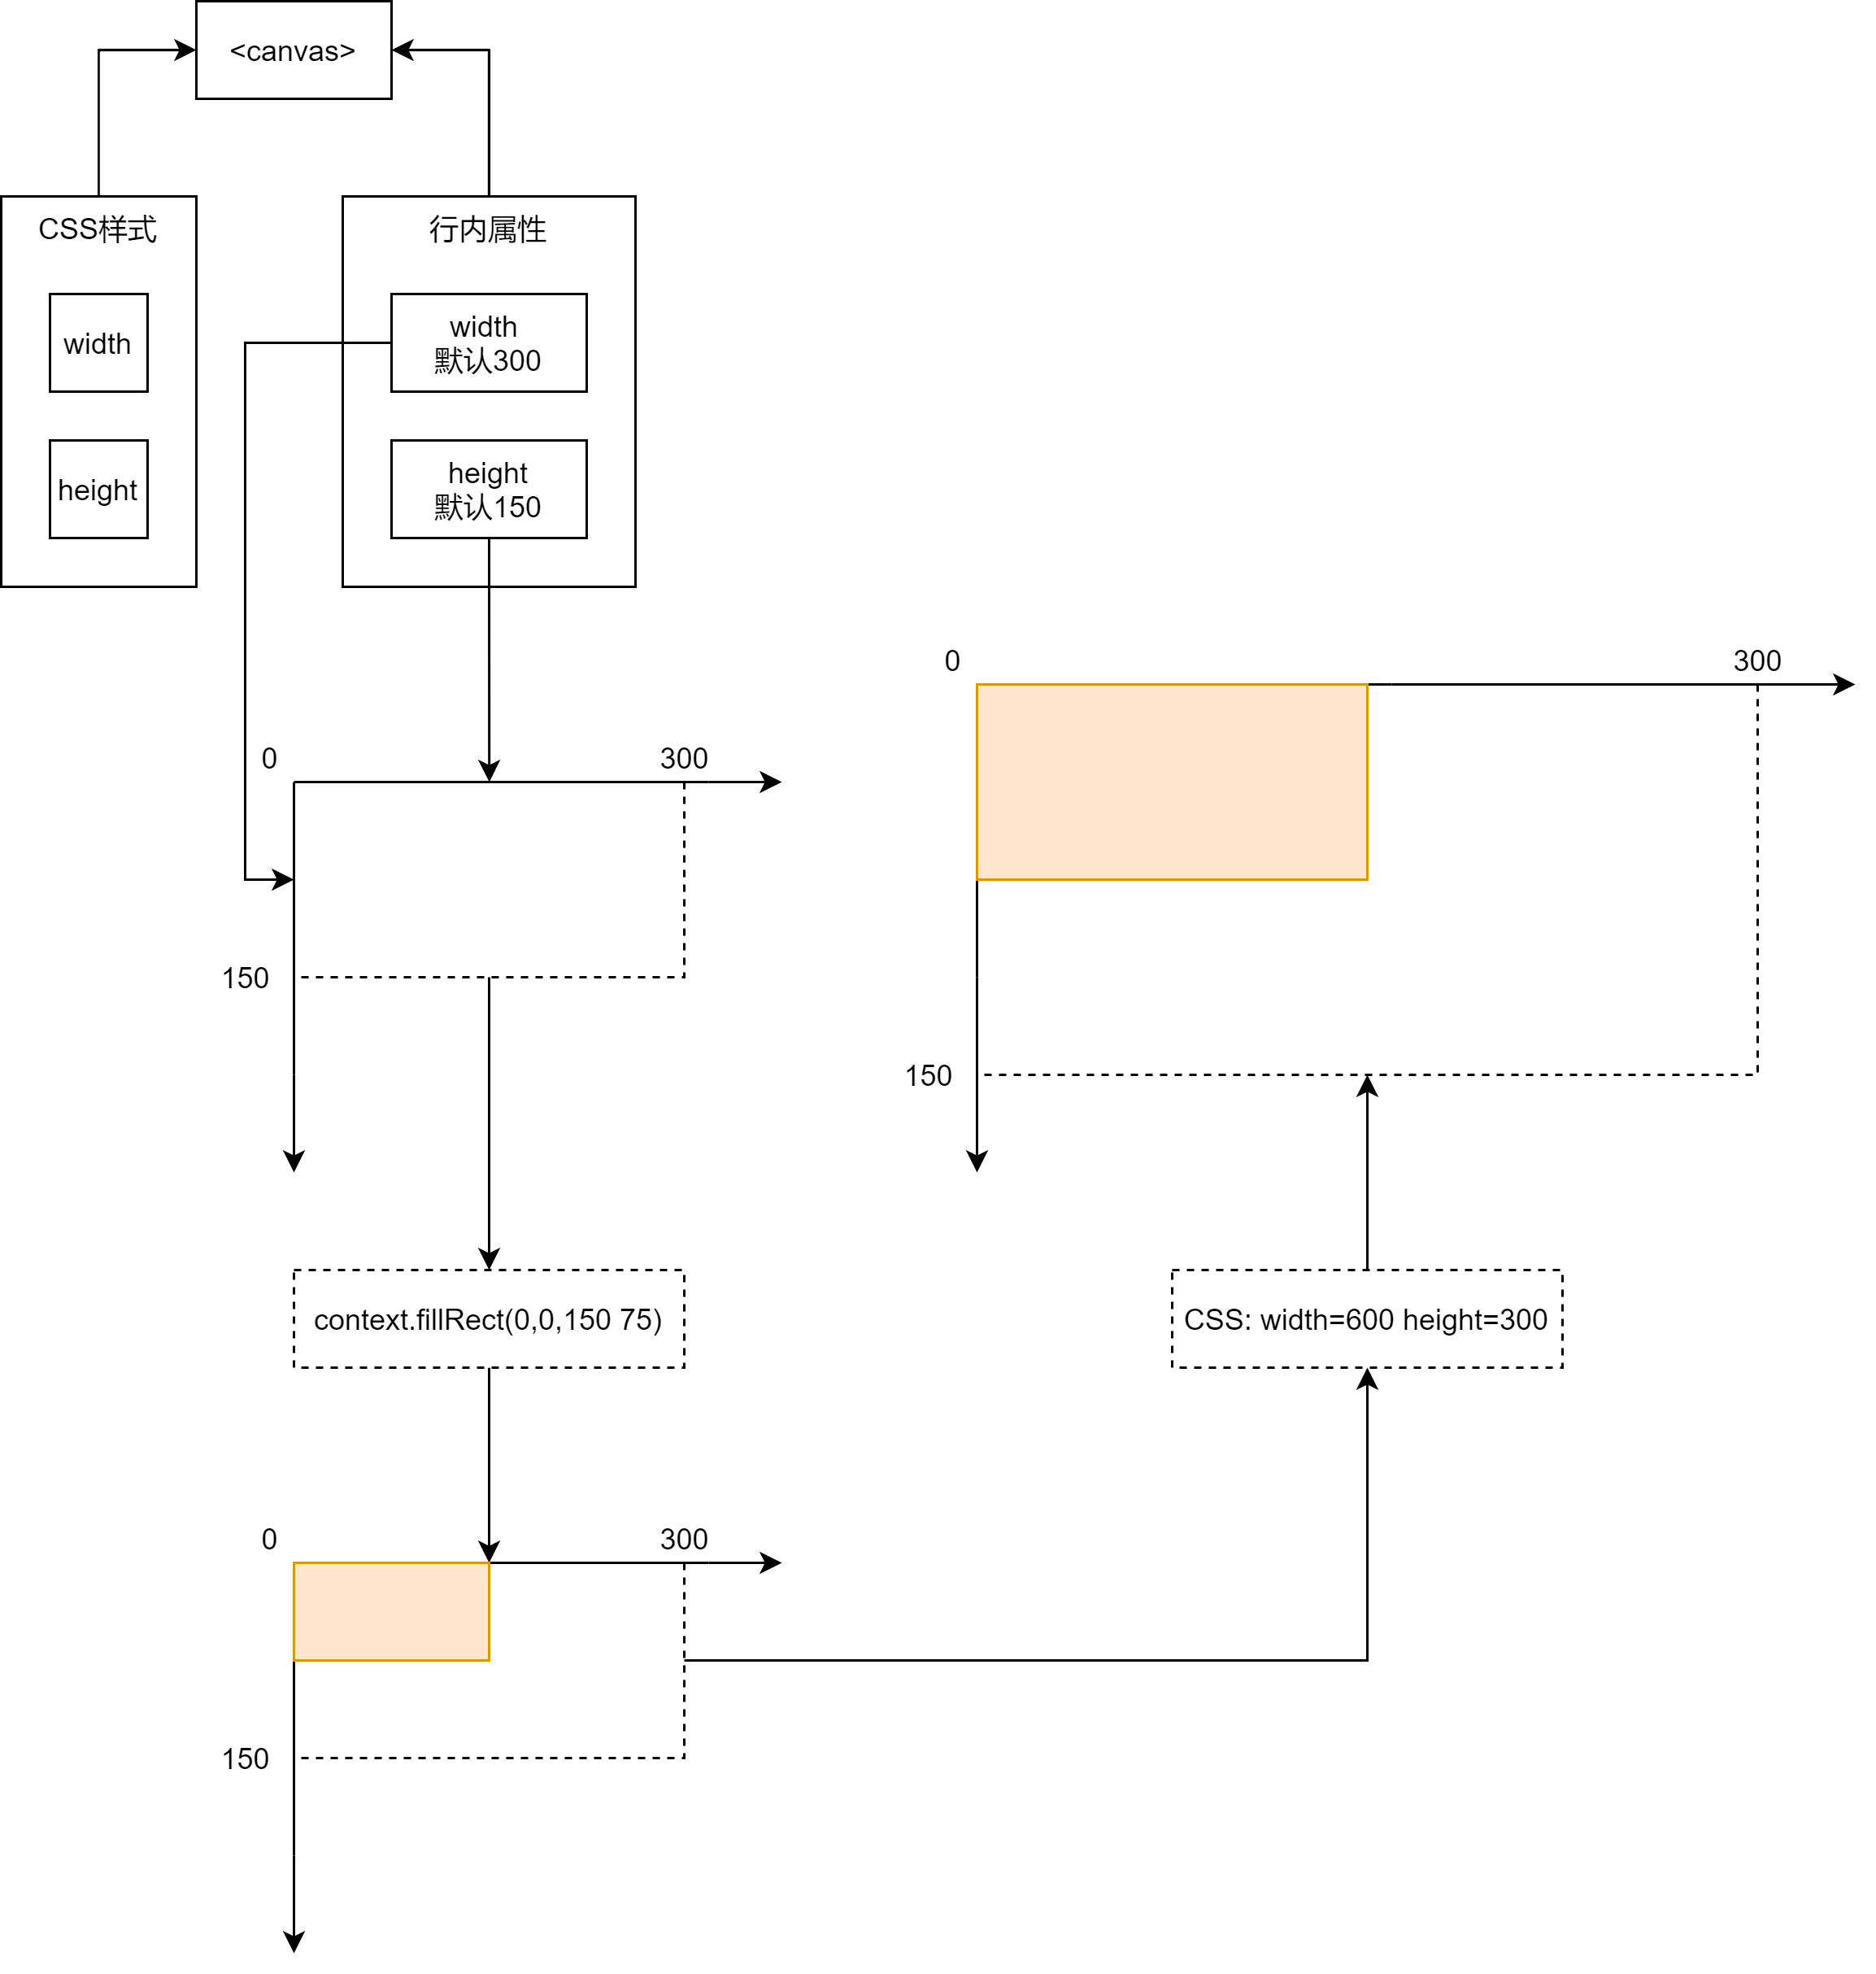 <canvas>
CSS样式
width
height
行内属性
width
默认300
height
默认150
0
300
150
0
300
150
context.fillRect(0,0,150 75)
CSS: width=600 height=300
0
300
150